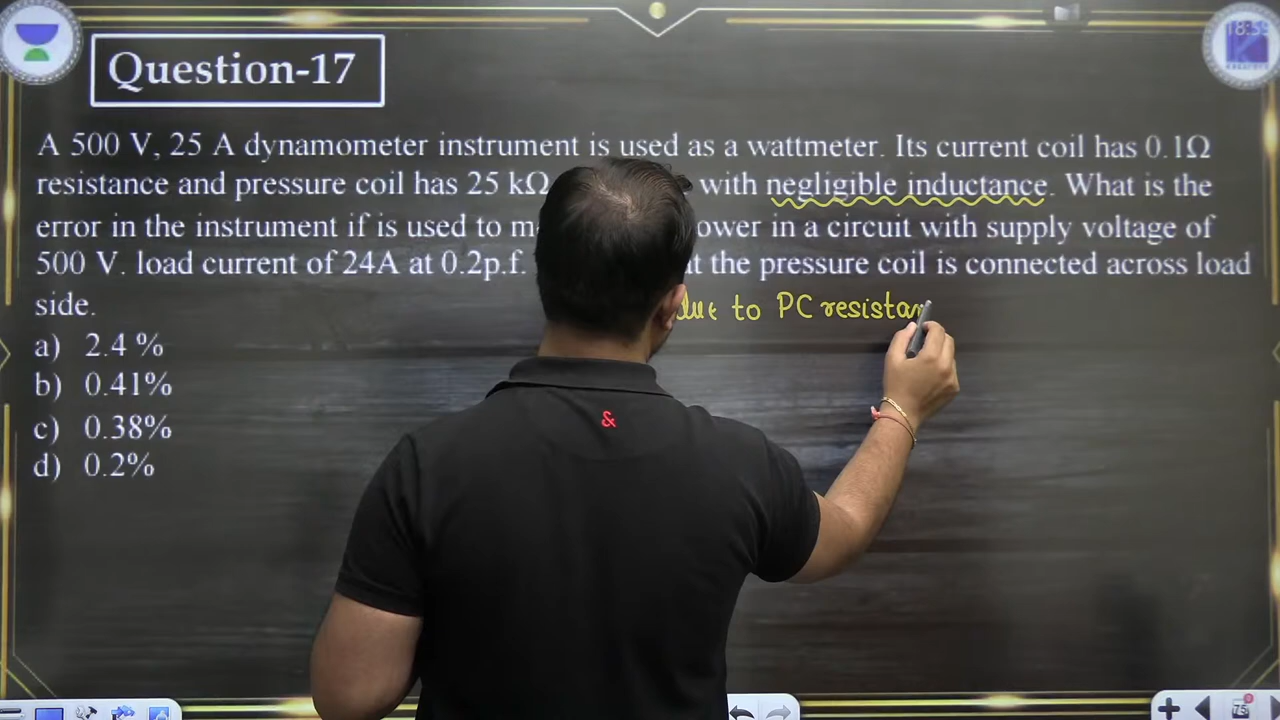 18:55
Question-17
A 500 V, 25 A dynamometer instrument is used as a wattmeter. Its current coil has 0.1Ω
resistance and pressure coil has 25 kΩ with negligible inductance. What is the
error in the instrument if is used to m ower in a circuit with supply voltage of
500 V. load current of 24A at 0.2p.f. t the pressure coil is connected across load
side.
due to PC resistan
a) 2.4 %
b) 0.41%
c) 0.38%
d) 0.2%
&
75